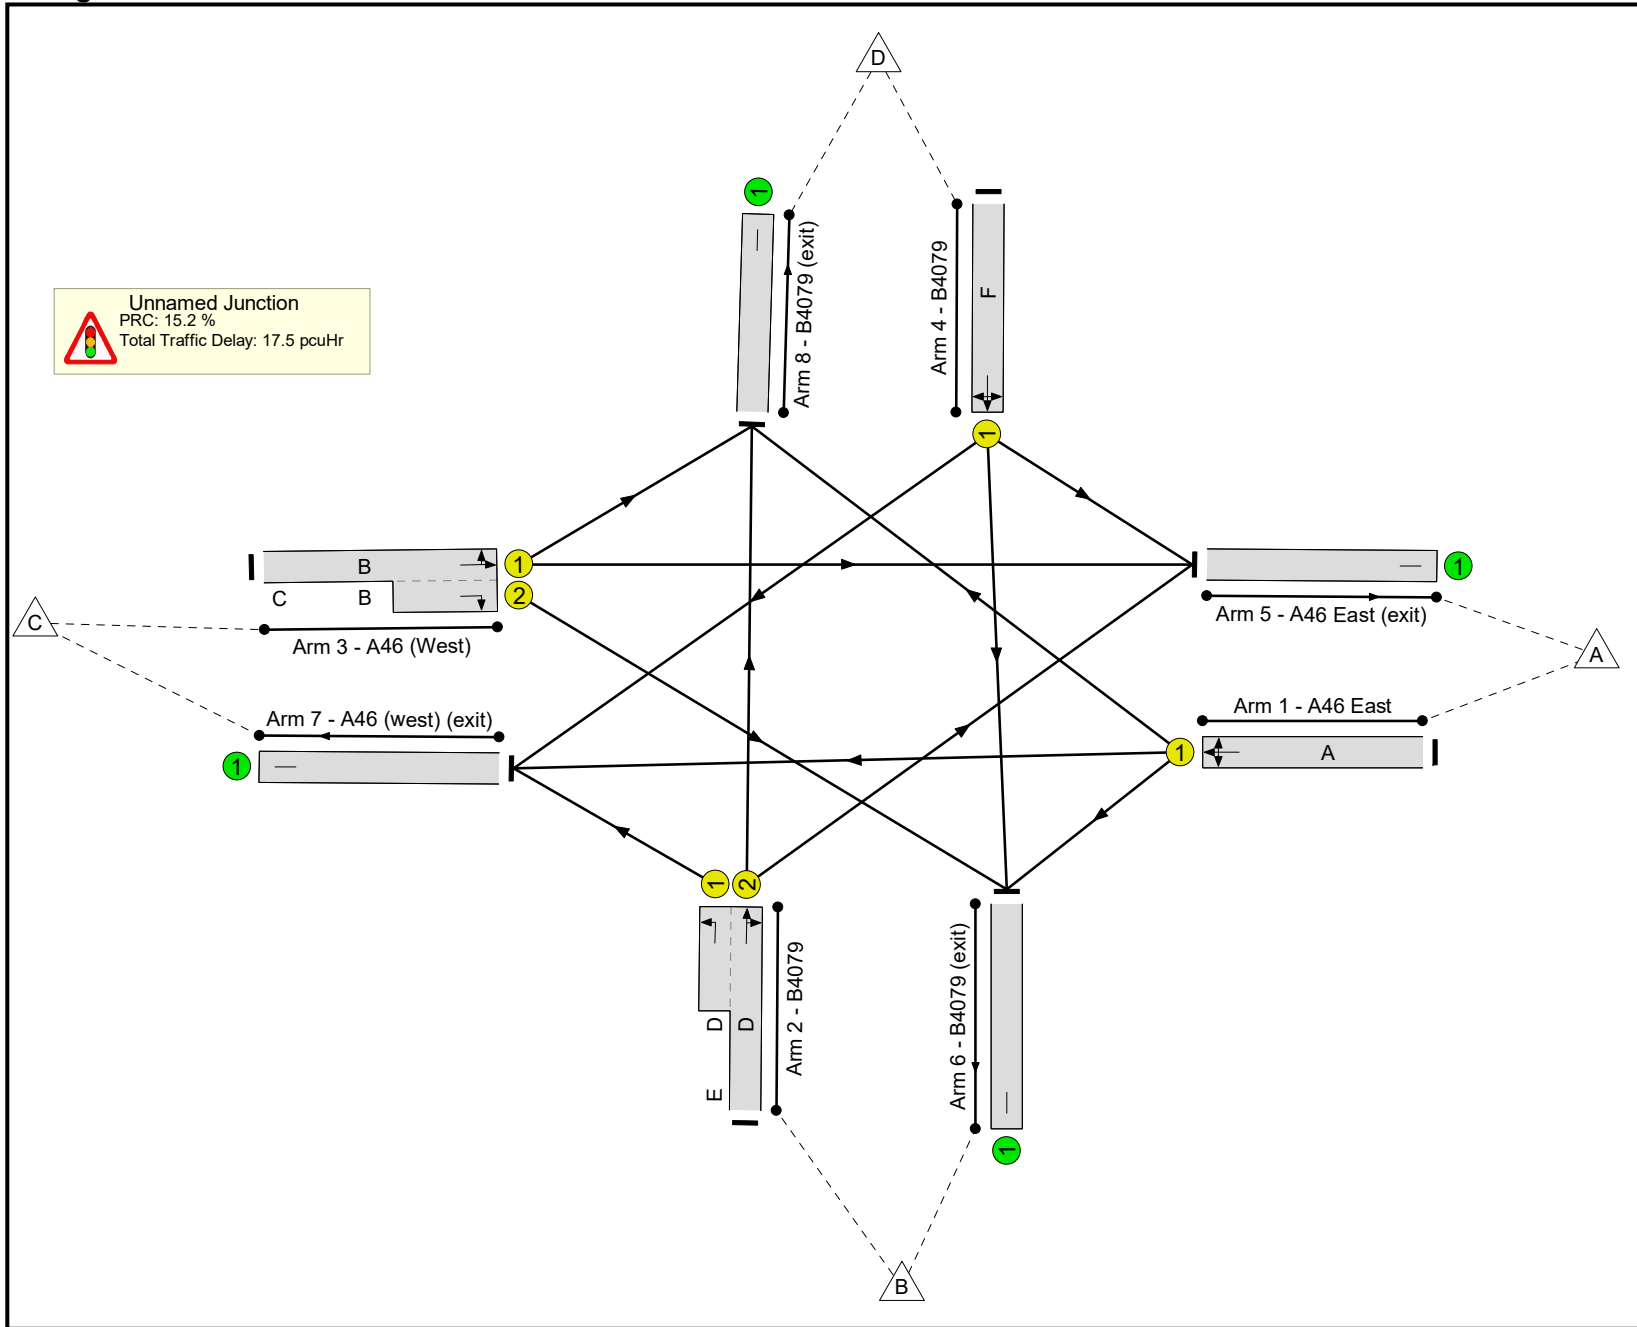 D
1
Arm 8 - B4079 (exit)
Arm 4 - B4079
F
1
Unnamed Junction
PRC: 15.2 %
Total Traffic Delay: 17.5 pcuHr
B
1
C
B
2
Arm 3 - A46 (West)
C
1
Arm 5 - A46 East (exit)
A
Arm 7 - A46 (west) (exit)
1
Arm 1 - A46 East
1
A
1
2
D
D
E
Arm 2 - B4079
Arm 6 - B4079 (exit)
1
B